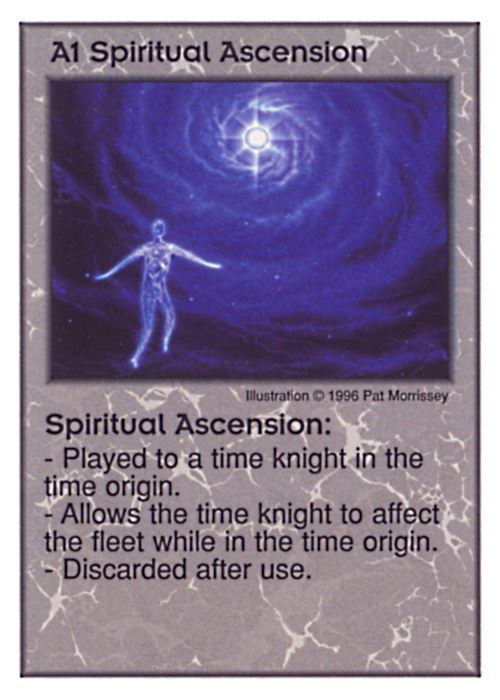 A1 Spiritual Ascension
Illustration © 1996 Pat Morrissey
Spiritual Ascension:
- Played to a time knight in the
time origin.
- Allows the time knight to affect
the fleet while in the time origin.
- Discarded after use.